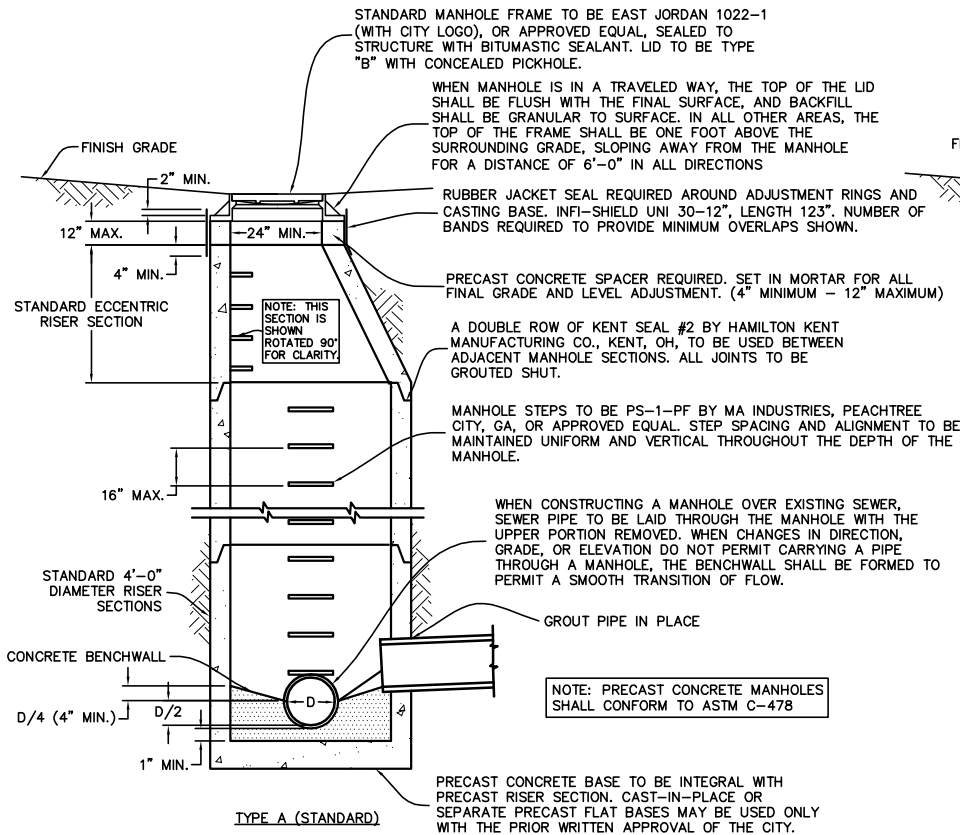 STANDARD MANHOLE FRAME TO BE EAST JORDAN 1022-1
(WITH CITY LOGO), OR APPROVED EQUAL, SEALED TO
STRUCTURE WITH BITUMASTIC SEALANT. LID TO BE TYPE
"B" WITH CONCEALED PICKHOLE.
WHEN MANHOLE IS IN A TRAVELED WAY, THE TOP OF THE LID
SHALL BE FLUSH WITH THE FINAL SURFACE, AND BACKFILL
SHALL BE GRANULAR TO SURFACE. IN ALL OTHER AREAS, THE
TOP OF THE FRAME SHALL BE ONE FOOT ABOVE THE
SURROUNDING GRADE, SLOPING AWAY FROM THE MANHOLE
FOR A DISTANCE OF 6'-0" IN ALL DIRECTIONS
FINISH GRADE
2" MIN.
RUBBER JACKET SEAL REQUIRED AROUND ADJUSTMENT RINGS AND
CASTING BASE. INFI-SHIELD UNI 30-12", LENGTH 123". NUMBER OF
BANDS REQUIRED TO PROVIDE MINIMUM OVERLAPS SHOWN.
12" MAX.
24" MIN.
4" MIN.
PRECAST CONCRETE SPACER REQUIRED. SET IN MORTAR FOR ALL
FINAL GRADE AND LEVEL ADJUSTMENT. (4" MINIMUM - 12" MAXIMUM)
STANDARD ECCENTRIC
RISER SECTION
NOTE: THIS
SECTION IS
SHOWN
ROTATED 90°
FOR CLARITY.
A DOUBLE ROW OF KENT SEAL #2 BY HAMILTON KENT
MANUFACTURING CO., KENT, OH, TO BE USED BETWEEN
ADJACENT MANHOLE SECTIONS. ALL JOINTS TO BE
GROUTED SHUT.
MANHOLE STEPS TO BE PS-1-PF BY MA INDUSTRIES, PEACHTREE
CITY, GA, OR APPROVED EQUAL. STEP SPACING AND ALIGNMENT TO BE
MAINTAINED UNIFORM AND VERTICAL THROUGHOUT THE DEPTH OF THE
MANHOLE.
16" MAX.
WHEN CONSTRUCTING A MANHOLE OVER EXISTING SEWER,
SEWER PIPE TO BE LAID THROUGH THE MANHOLE WITH THE
UPPER PORTION REMOVED. WHEN CHANGES IN DIRECTION,
GRADE, OR ELEVATION DO NOT PERMIT CARRYING A PIPE
THROUGH A MANHOLE, THE BENCHWALL SHALL BE FORMED TO
PERMIT A SMOOTH TRANSITION OF FLOW.
STANDARD 4'-0"
DIAMETER RISER
SECTIONS
GROUT PIPE IN PLACE
CONCRETE BENCHWALL
D
D/4 (4" MIN.)
D/2
NOTE: PRECAST CONCRETE MANHOLES
SHALL CONFORM TO ASTM C-478
1" MIN.
PRECAST CONCRETE BASE TO BE INTEGRAL WITH
PRECAST RISER SECTION. CAST-IN-PLACE OR
SEPARATE PRECAST FLAT BASES MAY BE USED ONLY
WITH THE PRIOR WRITTEN APPROVAL OF THE CITY.
TYPE A (STANDARD)